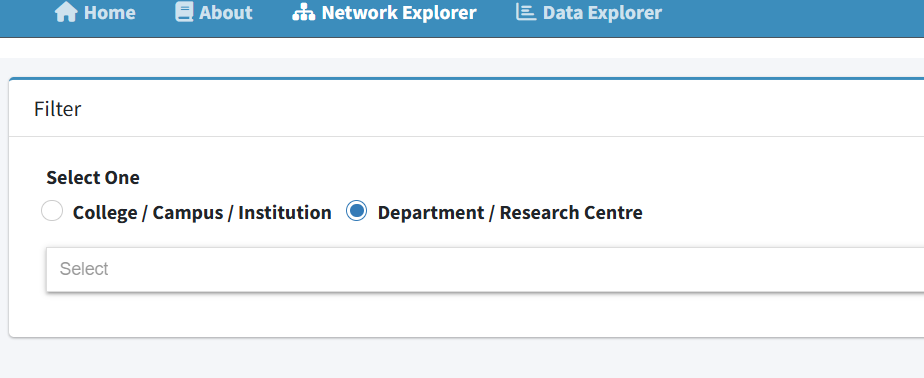 Home About Network Explorer Data Explorer
Filter
Select One
College / Campus / Institution Department / Research Centre
Select